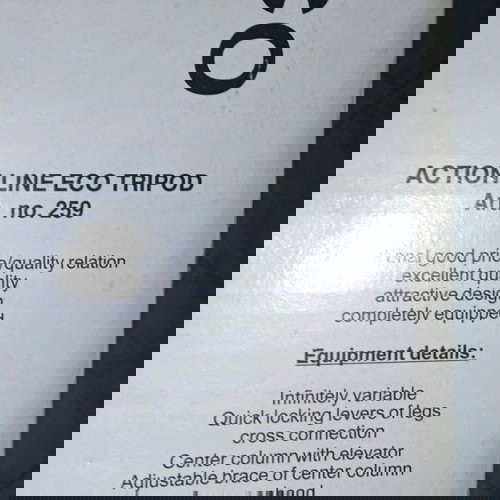 ACTION LINE ECO TRIPOD
Art. no. 259
good price/quality relation
excellent quality
attractive design
completely equipped
Equipment details:
Infinitely variable
Quick locking levers of legs
cross connection
Center column with elevator
Adjustable brace of center column